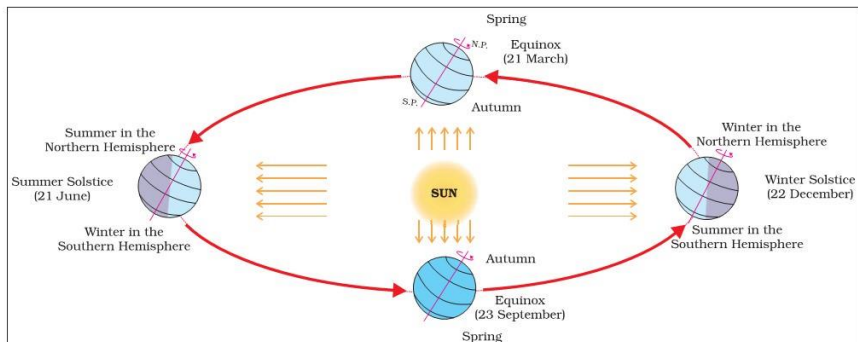 Spring
N.P.
Equinox
(21 March)
S.P.
Autumn
Summer in the
Northern Hemisphere
Summer Solstice
(21 June)
Winter in the
Southern Hemisphere
SUN
Winter in the
Northern Hemisphere
Winter Solstice
(22 December)
Summer in the
Southern Hemisphere
Autumn
Equinox
(23 September)
Spring